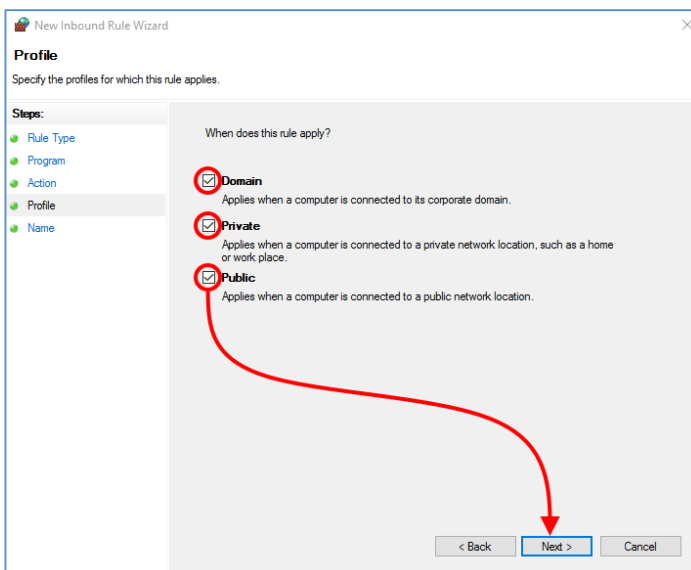 New Inbound Rule Wizard
Profile
Specify the profiles for which this rule applies.
Steps:
Rule Type
Program
Action
Profile
Name
When does this rule apply?
Domain
Applies when a computer is connected to its corporate domain.
Private
Applies when a computer is connected to a private network location, such as a home
or work place.
Public
Applies when a computer is connected to a public network location.
< Back
Next >
Cancel